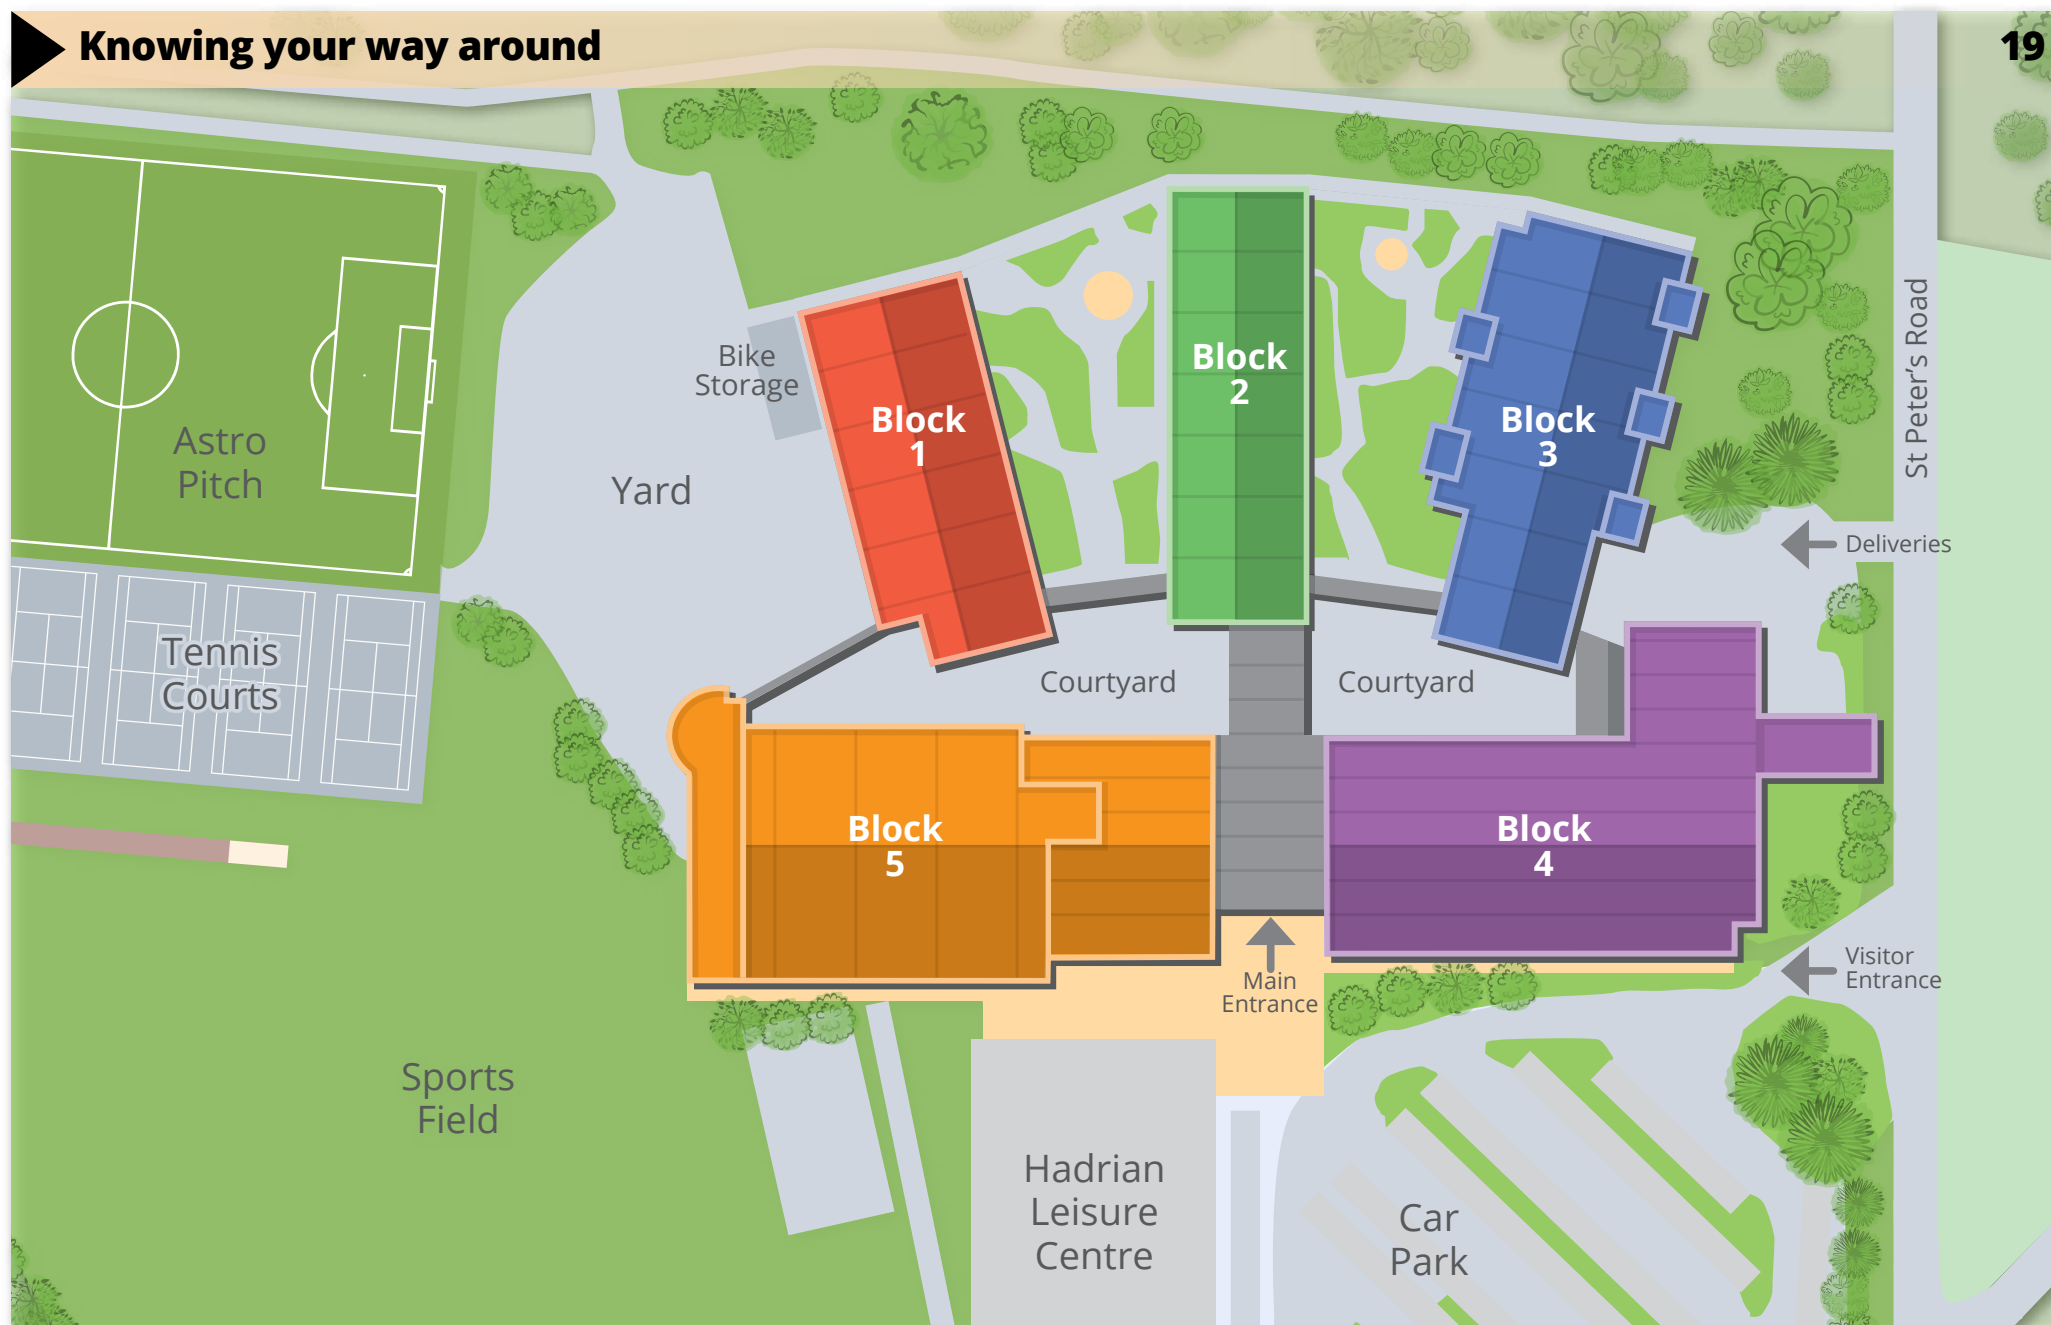 Knowing your way around
19
Bike
Storage
Block
1
Block
2
Block
3
St Peter's Road
Astro
Pitch
Yard
Deliveries
Tennis
Courts
Courtyard
Courtyard
Block
5
Block
4
Main
Entrance
Visitor
Entrance
Sports
Field
Hadrian
Leisure
Centre
Car
Park